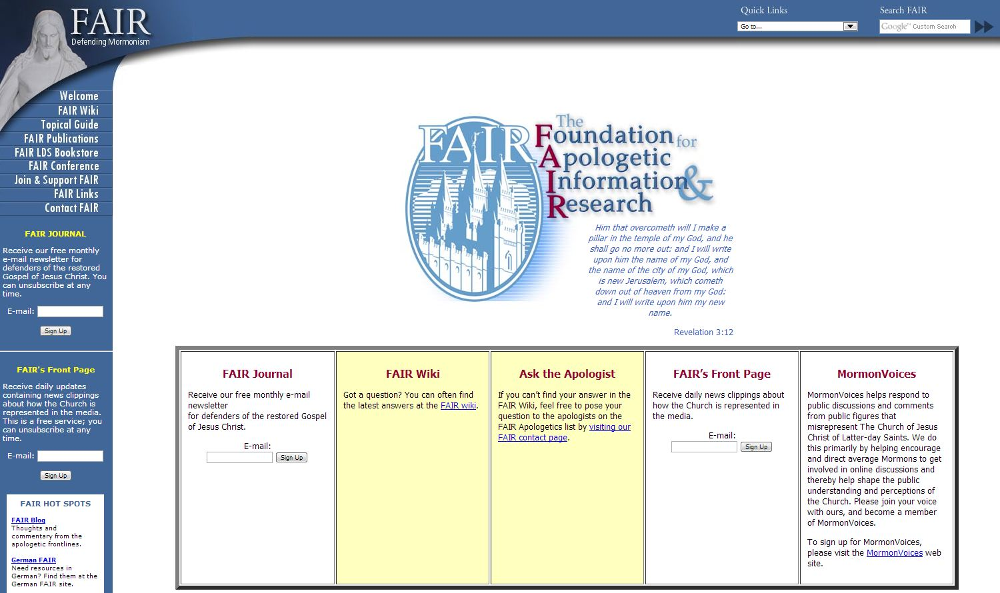 FAIR
Defending Mormonism
Quick Links
Go to...
Search FAIR
Google™ Custom Search
Welcome
FAIR Wiki
Topical Guide
FAIR Publications
FAIR LDS Bookstore
FAIR Conference
Join & Support FAIR
FAIR Links
Contact FAIR
FAIR JOURNAL
Receive our free monthly
e-mail newsletter for
defenders of the restored
Gospel of Jesus Christ. You
can unsubscribe at any
time.
E-mail:
Sign Up
FAIR's Front Page
Receive daily updates
containing news clippings
about how the Church is
represented in the media.
This is a free service; you
can unsubscribe at any
time.
E-mail:
Sign Up
FAIR HOT SPOTS
FAIR Blog
Thoughts and
commentary from the
apologetic frontlines.
German FAIR
Need resources in
German? Find them at the
German FAIR site.
FAIR
The
Foundation for
Apologetic
Information &
Research
Him that overcometh will I make a
pillar in the temple of my God, and he
shall go no more out: and I will write
upon him the name of my God, and
the name of the city of my God, which
is new Jerusalem, which cometh
down out of heaven from my God:
and I will write upon him my new
name.
Revelation 3:12
FAIR Journal
Receive our free monthly e-mail
newsletter
for defenders of the restored Gospel
of Jesus Christ.
E-mail:
Sign Up
FAIR Wiki
Got a question? You can often find
the latest answers at the FAIR wiki.
Ask the Apologist
If you can't find your answer in the
FAIR Wiki, feel free to pose your
question to the apologists on the
FAIR Apologetics list by visiting our
FAIR contact page.
FAIR’s Front Page
Receive daily news clippings about
how the Church is represented in
the media.
E-mail:
Sign Up
MormonVoices
MormonVoices helps respond to
public discussions and comments
from public figures that
misrepresent The Church of Jesus
Christ of Latter-day Saints. We do
this primarily by helping encourage
and direct average Mormons to get
involved in online discussions and
thereby help shape the public
understanding and perceptions of
the Church. Please join your voice
with ours, and become a member
of MormonVoices.
To sign up for MormonVoices,
please visit the MormonVoices web
site.